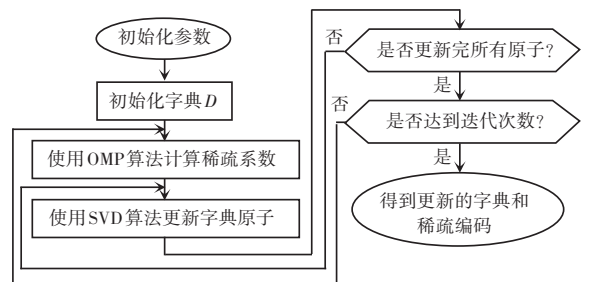 初始化参数
初始化字典D
使用OMP算法计算稀疏系数
使用SVD算法更新字典原子
否
是否更新完所有原子?
是
否
是否达到迭代次数?
是
得到更新的字典和
稀疏编码